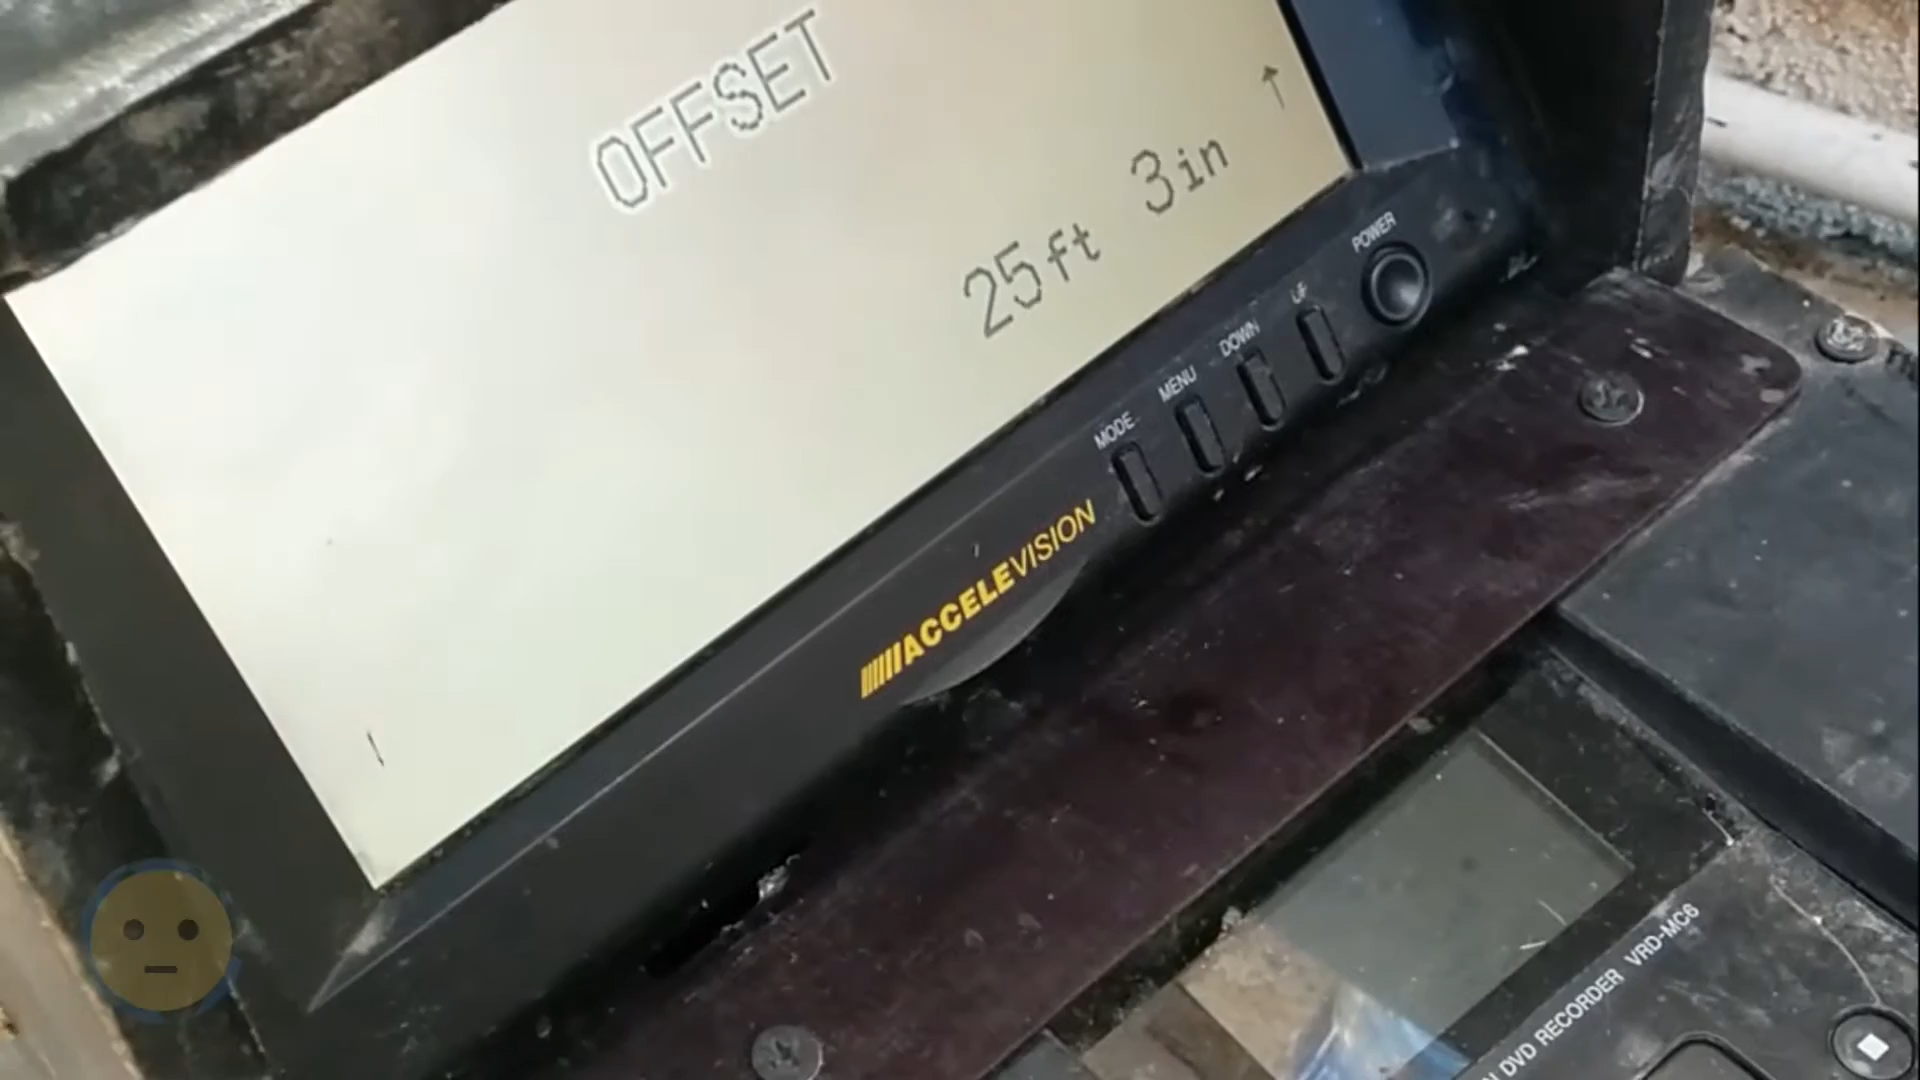 OFFSET
25ft 3in
POWER
UP
DOWN
MENU
MODE
ACCELEVISION
DVD RECORDER VRD-MC6